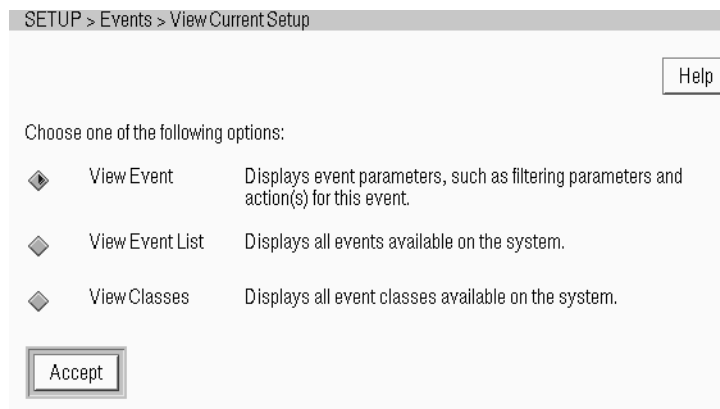 SETUP > Events > View Current Setup
Help
Choose one of the following options:
View Event Displays event parameters, such as filtering parameters and
action(s) for this event.
View Event List Displays all events available on the system.
View Classes Displays all event classes available on the system.
Accept